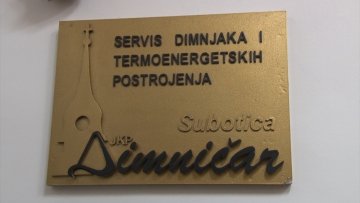 SERVIS DIMNJAKA I
TERMOENERGETSKIH
POSTROJENJA
Subotica
JKP
Dimničar